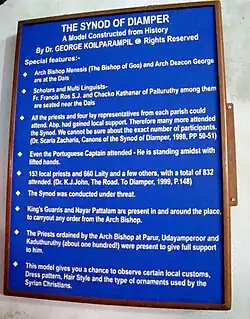 THE SYNOD OF DIAMPER
A Model Constructed from History
By Dr. GEORGE KOILPARAMPIL ® Rights Reserved
Special features:-
Arch Bishop Menesis (The Bishop of Goa) and Arch Deacon George
are at the Dais
Scholars and Multi Linguists-
Fr. Francis Ros S.J. and Chacko Kathanar of Palluruthy among them
are seated near the Dais
All the priests and four lay representatives from each parish could
attend. Abp. had gained local support. Therefore many more attended
the Synod. We cannot be sure about the exact number of participants.
(Dr. Scaria Zacharia, Canons of the Synod of Diamper, 1998, PP 50-51)
Even the Portuguese Captain attended - He is standing amidst with
lifted hands.
153 local priests and 660 Laity and a few others, with a total of 832
attended. (Dr. K.J.John, The Road. To Diamper, 1999, P.148)
The Synod was conducted under threat.
King's Guards and Nayar Pattalam are present in and around the place,
to carryout any order from the Arch Bishop.
The Priests ordained by the Arch Bishop at Parur, Udayamperoor and
Kaduthuruthy (about one hundred!) were present to give full support
to him.
This model gives you a chance to observe certain local customs,
Dress pattern, Hair Style and the type of ornaments used by the
Syrian Christians.